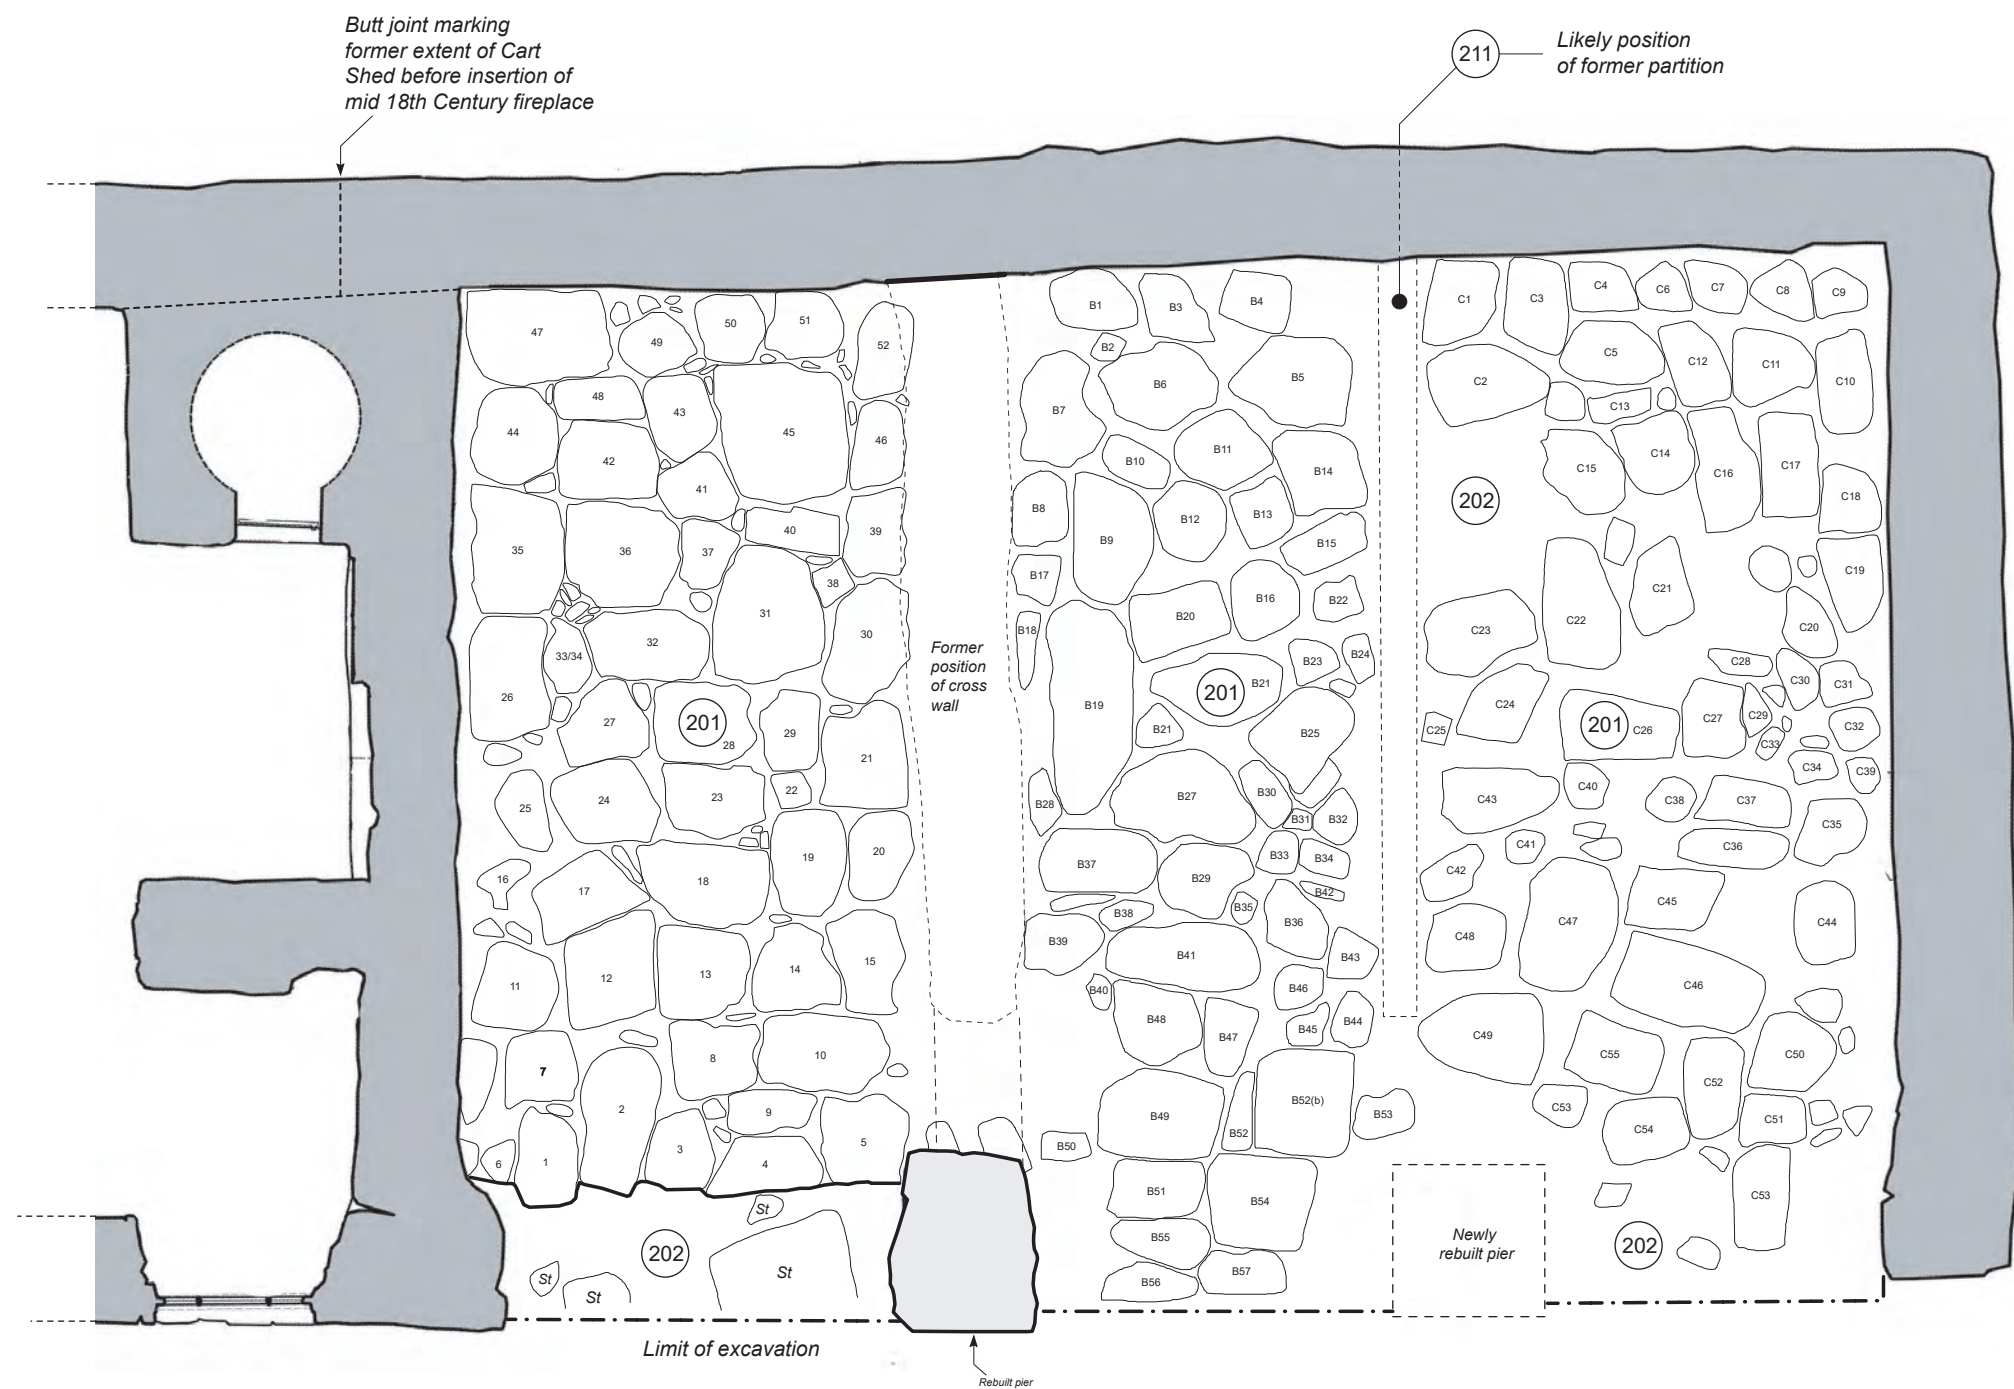 Butt joint marking
former extent of Cart
Shed before insertion of
mid 18th Century fireplace
211
Likely position
of former partition
47
49
50
51
52
48
43
44
42
45
46
41
40
39
35
36
37
38
31
30
32
33/34
26
27
201
28
29
21
25
24
23
22
19
20
16
17
18
11
12
13
14
15
7
8
10
2
9
6
1
3
4
5
Former
position
of cross
wall
B1
B3
B4
B2
B6
B5
B7
B10
B11
B14
B8
B9
B12
B13
B15
B17
B20
B16
B22
B18
B19
B23
B24
201
B21
B21
B25
B28
B27
B30
B31
B32
B37
B29
B33
B34
B42
B38
B35
B36
B39
B41
B43
B40
B46
B48
B47
B45
B44
B49
B52
B52(b)
B53
B50
B51
B54
B55
B56
B57
C1
C3
C4
C6
C7
C8
C9
C2
C5
C12
C11
C10
C13
C15
C14
C16
C17
C18
202
C19
C23
C22
C21
C20
C24
C28
C30
C31
C25
201
C26
C27
C29
C33
C32
C34
C39
C43
C40
C38
C37
C35
C42
C41
C36
C48
C47
C45
C44
C46
C49
C55
C52
C50
C53
C54
C51
C53
Newly
rebuilt pier
202
St
202
St
St
St
Limit of excavation
Rebuilt pier